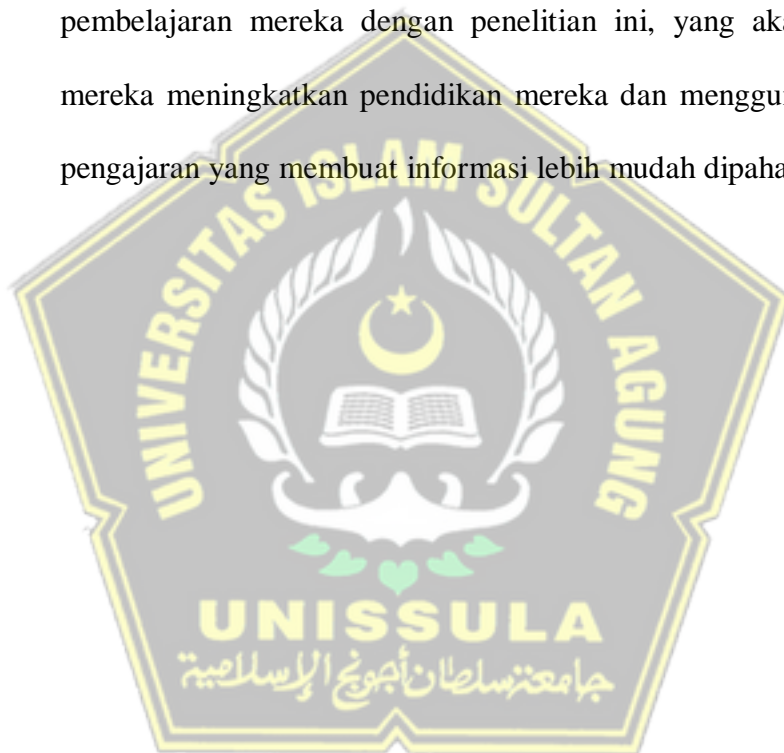 pembelajaran mereka dengan penelitian ini, yang
mereka meningkatkan pendidikan mereka dan
pengajaran yang membuat informasi lebih mudah
UNIVERSITAS ISLAM SULTAN AGUNG
UNISSULA
جامعة سلطان أجونج الإسلامية